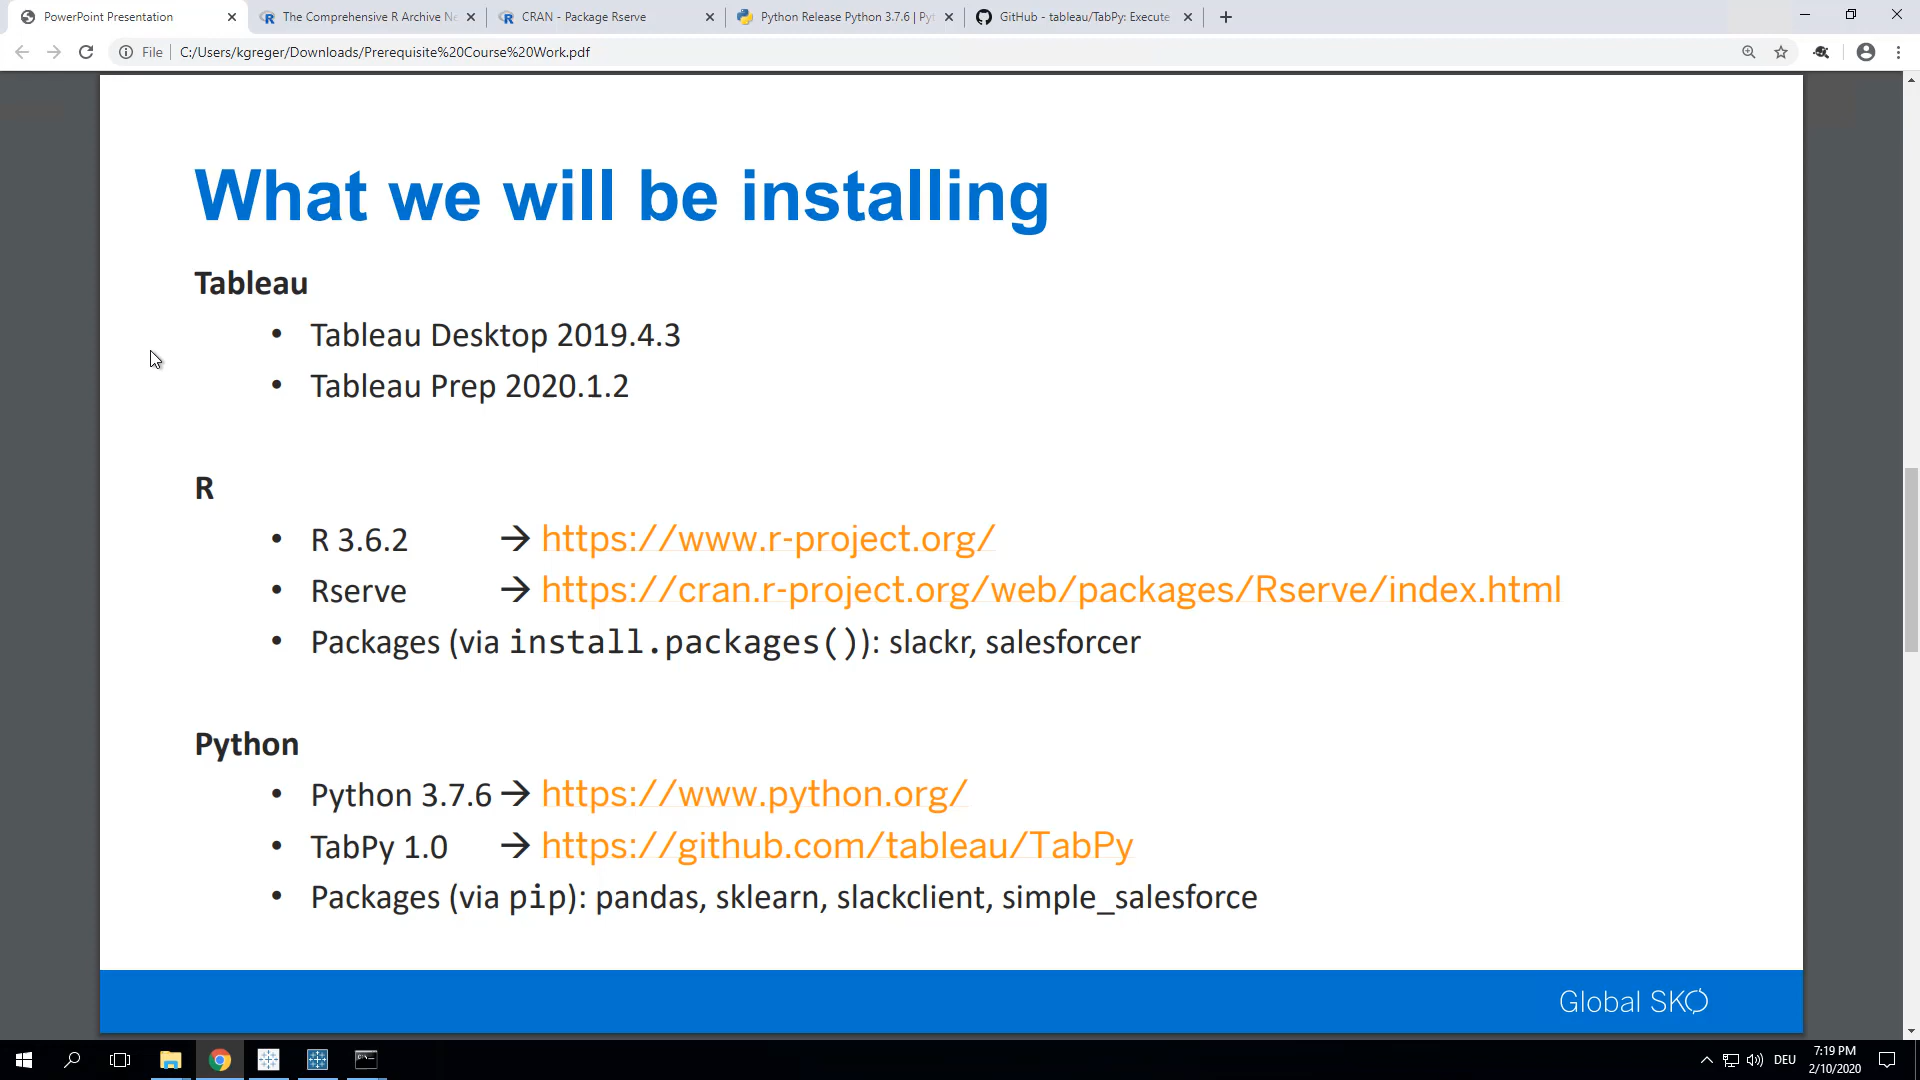 PowerPoint Presentation
The Comprehensive R Archive Ne
CRAN - Package Rserve
Python Release Python 3.7.6 | Pyt
GitHub - tableau/TabPy: Execute
File
C:/Users/kgreger/Downloads/Prerequisite%20Course%20Work.pdf
What we will be installing
Tableau
• Tableau Desktop 2019.4.3
• Tableau Prep 2020.1.2
R
• R 3.6.2 → https://www.r-project.org/
• Rserve → https://cran.r-project.org/web/packages/Rserve/index.html
• Packages (via install.packages()): slackr, salesforcer
Python
• Python 3.7.6 → https://www.python.org/
• TabPy 1.0 → https://github.com/tableau/TabPy
• Packages (via pip): pandas, sklearn, slackclient, simple_salesforce
Global SKO
DEU
7:19 PM
2/10/2020